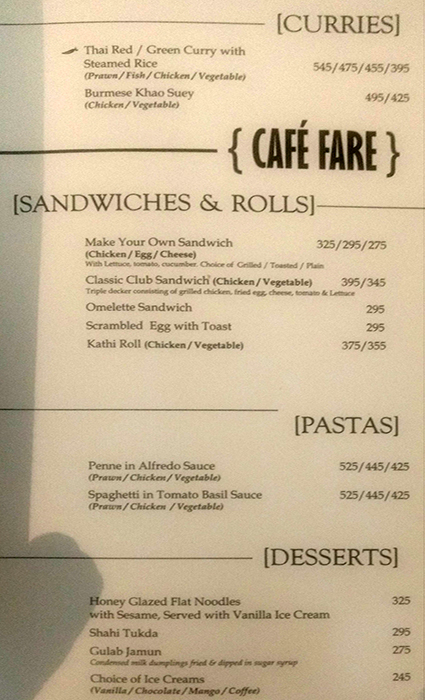 [CURRIES]
Thai Red / Green Curry with
Steamed Rice 545/475/455/395
(Prawn/Fish/Chicken/Vegetable)
Burmese Khao Suey 495/425
(Chicken/Vegetable)
{ CAFÉ FARE }
[SANDWICHES & ROLLS]
Make Your Own Sandwich 325/295/275
(Chicken/Egg/Cheese)
With Lettuce, tomato, cucumber. Choice of Grilled / Toasted / Plain
Classic Club Sandwich (Chicken/Vegetable) 395/345
Triple decker consisting of grilled chicken, fried egg, cheese, tomato & Lettuce
Omelette Sandwich 295
Scrambled Egg with Toast 295
Kathi Roll (Chicken/Vegetable) 375/355
[PASTAS]
Penne in Alfredo Sauce 525/445/425
(Prawn/Chicken/Vegetable)
Spaghetti in Tomato Basil Sauce 525/445/425
(Prawn/Chicken /Vegetable)
[DESSERTS]
Honey Glazed Flat Noodles 325
with Sesame, Served with Vanilla Ice Cream
Shahi Tukda 295
Gulab Jamun 275
Condensed milk dumplings fried & dipped in sugar syrup
Choice of Ice Creams 245
(Vanilla/Chocolate/Mango/Coffee)